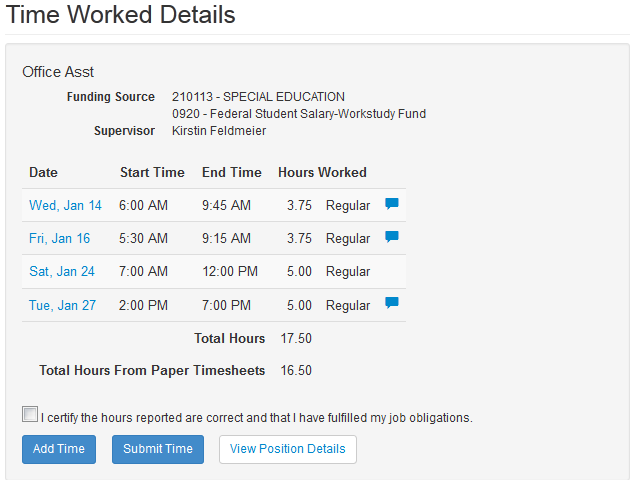 Time Worked Details
Office Asst
Funding Source 210113 - SPECIAL EDUCATION
0920 - Federal Student Salary-Workstudy Fund
Supervisor Kirstin Feldmeier
Date Start Time End Time Hours Worked
Wed, Jan 14 6:00 AM 9:45 AM 3.75 Regular
Fri, Jan 16 5:30 AM 9:15 AM 3.75 Regular
Sat, Jan 24 7:00 AM 12:00 PM 5.00 Regular
Tue, Jan 27 2:00 PM 7:00 PM 5.00 Regular
Total Hours 17.50
Total Hours From Paper Timesheets 16.50
I certify the hours reported are correct and that I have fulfilled my job obligations.
Add Time Submit Time View Position Details